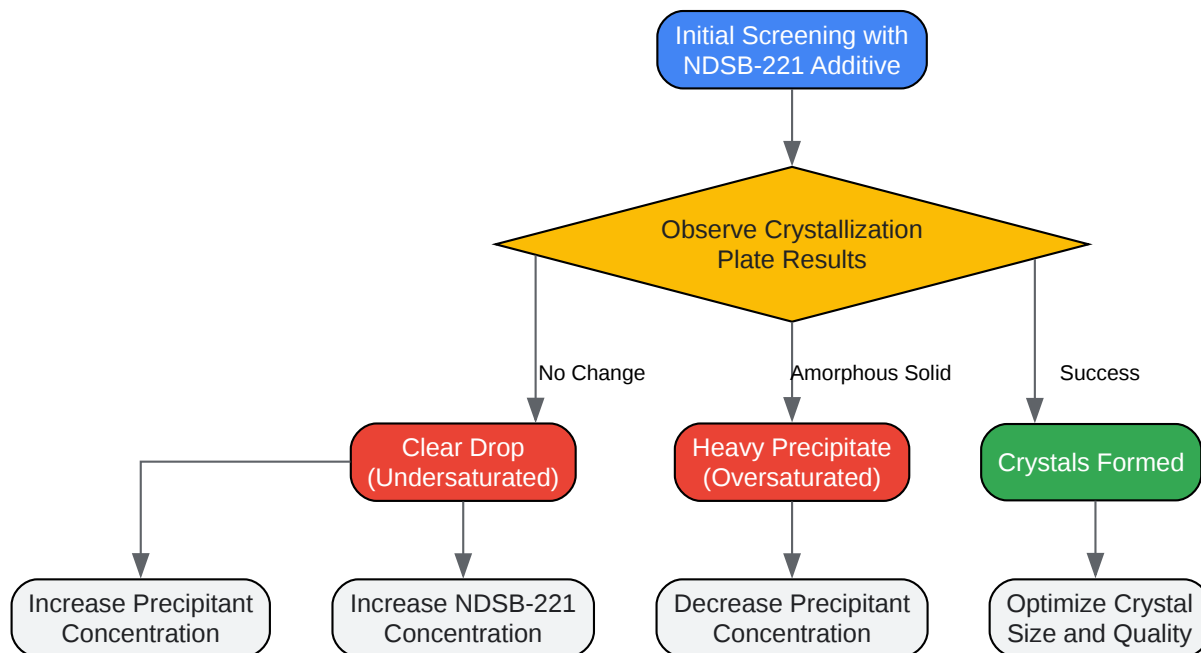 Initial Screening with
NDSB-221 Additive
Observe Crystallization
Plate Results
No Change
Amorphous Solid
Success
Clear Drop
(Undersaturated)
Heavy Precipitate
(Oversaturated)
Crystals Formed
Increase Precipitant
Concentration
Increase NDSB-221
Concentration
Decrease Precipitant
Concentration
Optimize Crystal
Size and Quality